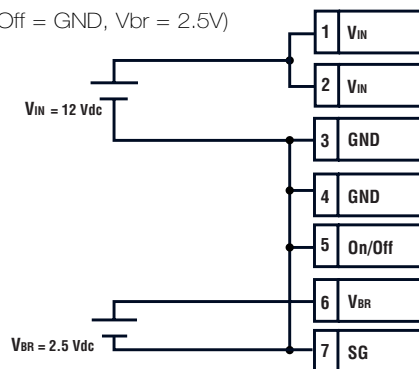 Off = GND, Vbr = 2.5V)
1 VIN
2 VIN
VIN = 12 Vdc
3 GND
4 GND
5 On/Off
6 VBR
VBR = 2.5 Vdc
7 SG